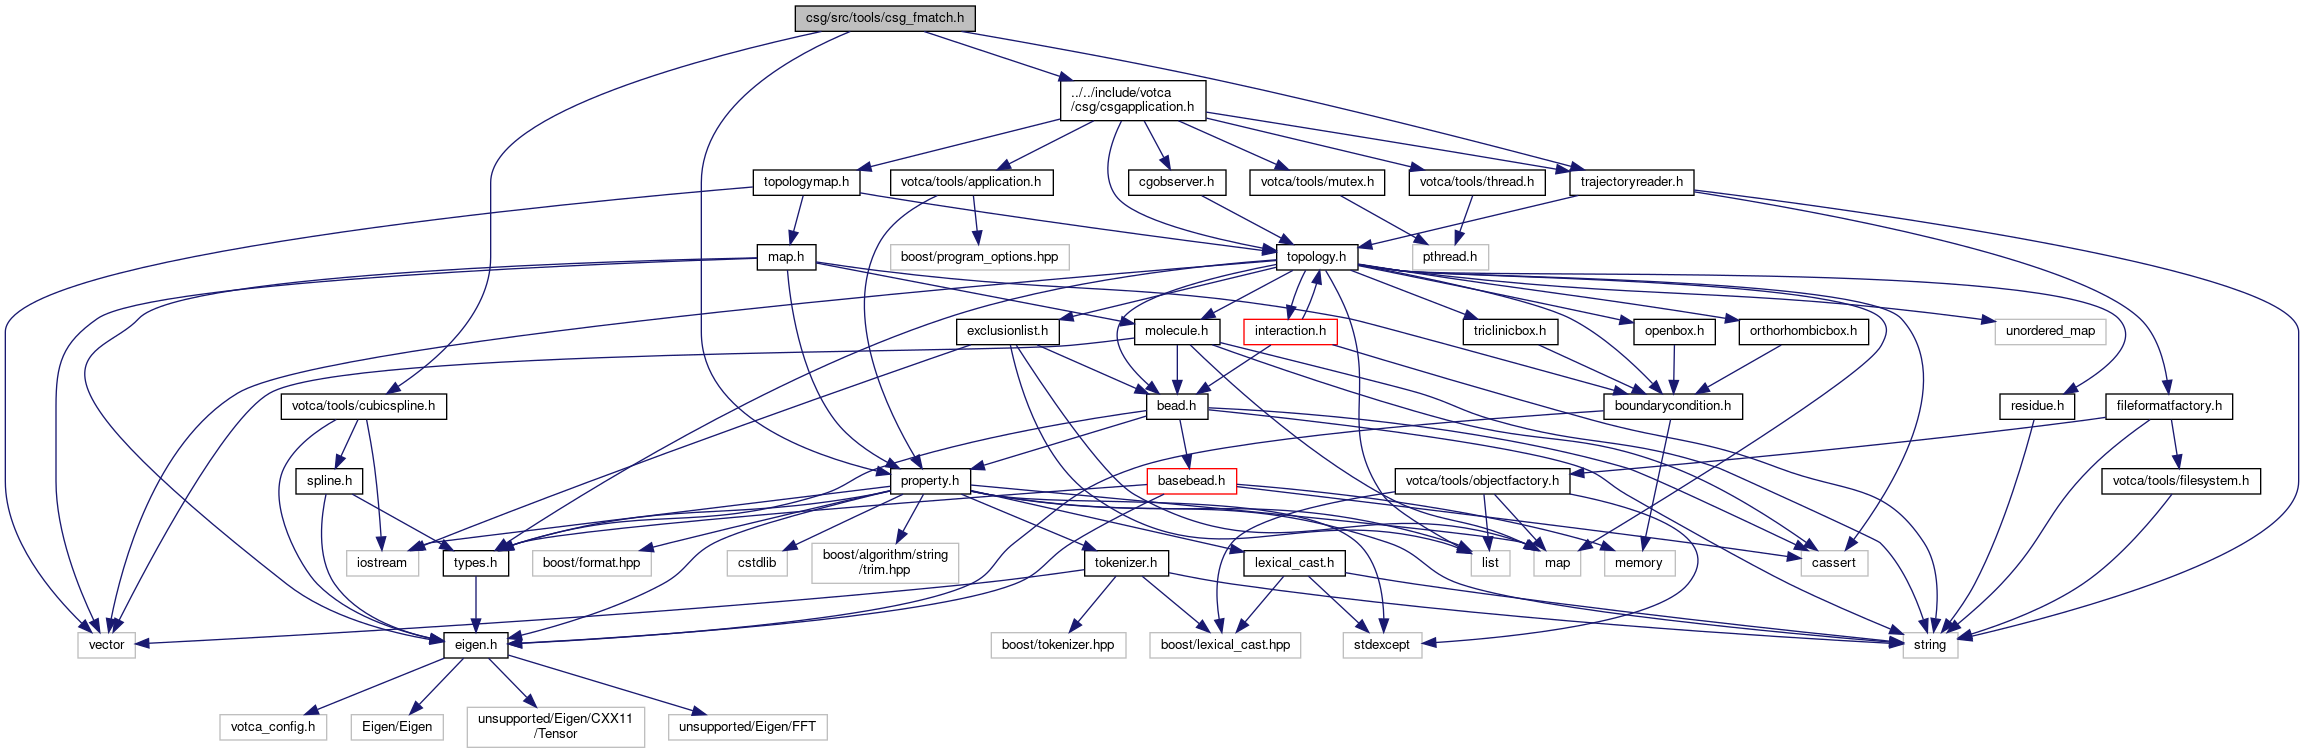 csg/src/tools/csg_fmatch.h
../../include/votca
/csg/csgapplication.h
topologymap.h
votca/tools/application.h
cgobserver.h
votca/tools/mutex.h
votca/tools/thread.h
trajectoryreader.h
map.h
boost/program_options.hpp
topology.h
pthread.h
exclusionlist.h
molecule.h
interaction.h
triclinicbox.h
openbox.h
orthorhombicbox.h
unordered_map
votca/tools/cubicspline.h
bead.h
boundarycondition.h
residue.h
fileformatfactory.h
spline.h
property.h
basebead.h
votca/tools/objectfactory.h
votca/tools/filesystem.h
iostream
types.h
boost/format.hpp
cstdlib
boost/algorithm/string
/trim.hpp
tokenizer.h
lexical_cast.h
list
map
memory
cassert
vector
eigen.h
boost/tokenizer.hpp
boost/lexical_cast.hpp
stdexcept
string
votca_config.h
Eigen/Eigen
unsupported/Eigen/CXX11
/Tensor
unsupported/Eigen/FFT